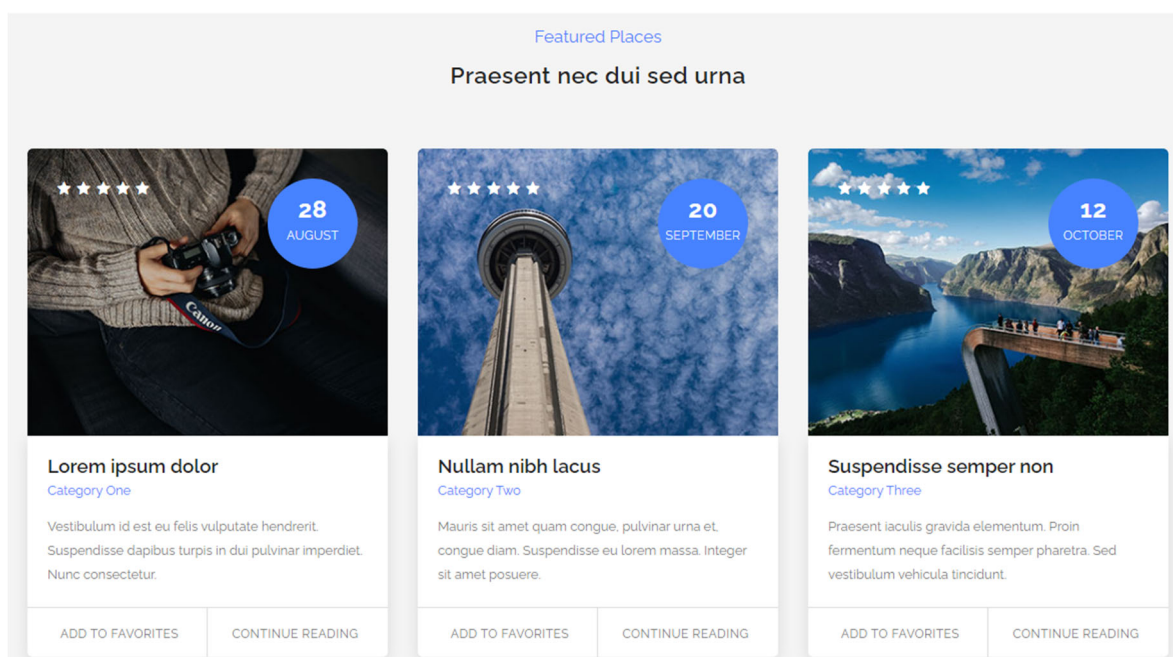 Featured Places
Praesent nec dui sed urna
28
AUGUST
Canon
Lorem ipsum dolor
Category One
Vestibulum id est eu felis vulputate hendrerit.
Suspendisse dapibus turpis in dui pulvinar imperdiet.
Nunc consectetur.
ADD TO FAVORITES
CONTINUE READING
20
SEPTEMBER
Nullam nibh lacus
Category Two
Mauris sit amet quam congue, pulvinar urna et,
congue diam. Suspendisse eu lorem massa. Integer
sit amet posuere.
ADD TO FAVORITES
CONTINUE READING
12
OCTOBER
Suspendisse semper non
Category Three
Praesent iaculis gravida elementum. Proin
fermentum neque facilisis semper pharetra. Sed
vestibulum vehicula tincidunt.
ADD TO FAVORITES
CONTINUE READING